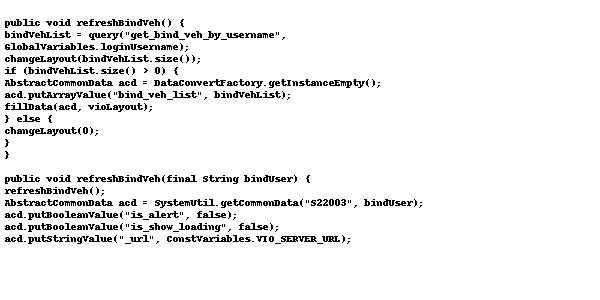 public void refreshBindVeh() {
bindVehList = query("get_bind_veh_by_username",
GlobalVariables.loginUsername);
changeLayout(bindVehList.size());
if (bindVehList.size() > 0) {
AbstractCommonData acd = DataConvertFactory.getInstanceEmpty();
acd.putArrayValue("bind_veh_list", bindVehList);
fillData(acd, vioLayout);
} else {
changeLayout(0);
}
}
public void refreshBindVeh(final String bindUser) {
refreshBindVeh();
AbstractCommonData acd = SystemUtil.getCommonData("S22003", bindUser);
acd.putBooleanValue("is_alert", false);
acd.putBooleanValue("is_show_loading", false);
acd.putStringValue("_url", ConstVariables.VIO_SERVER_URL);